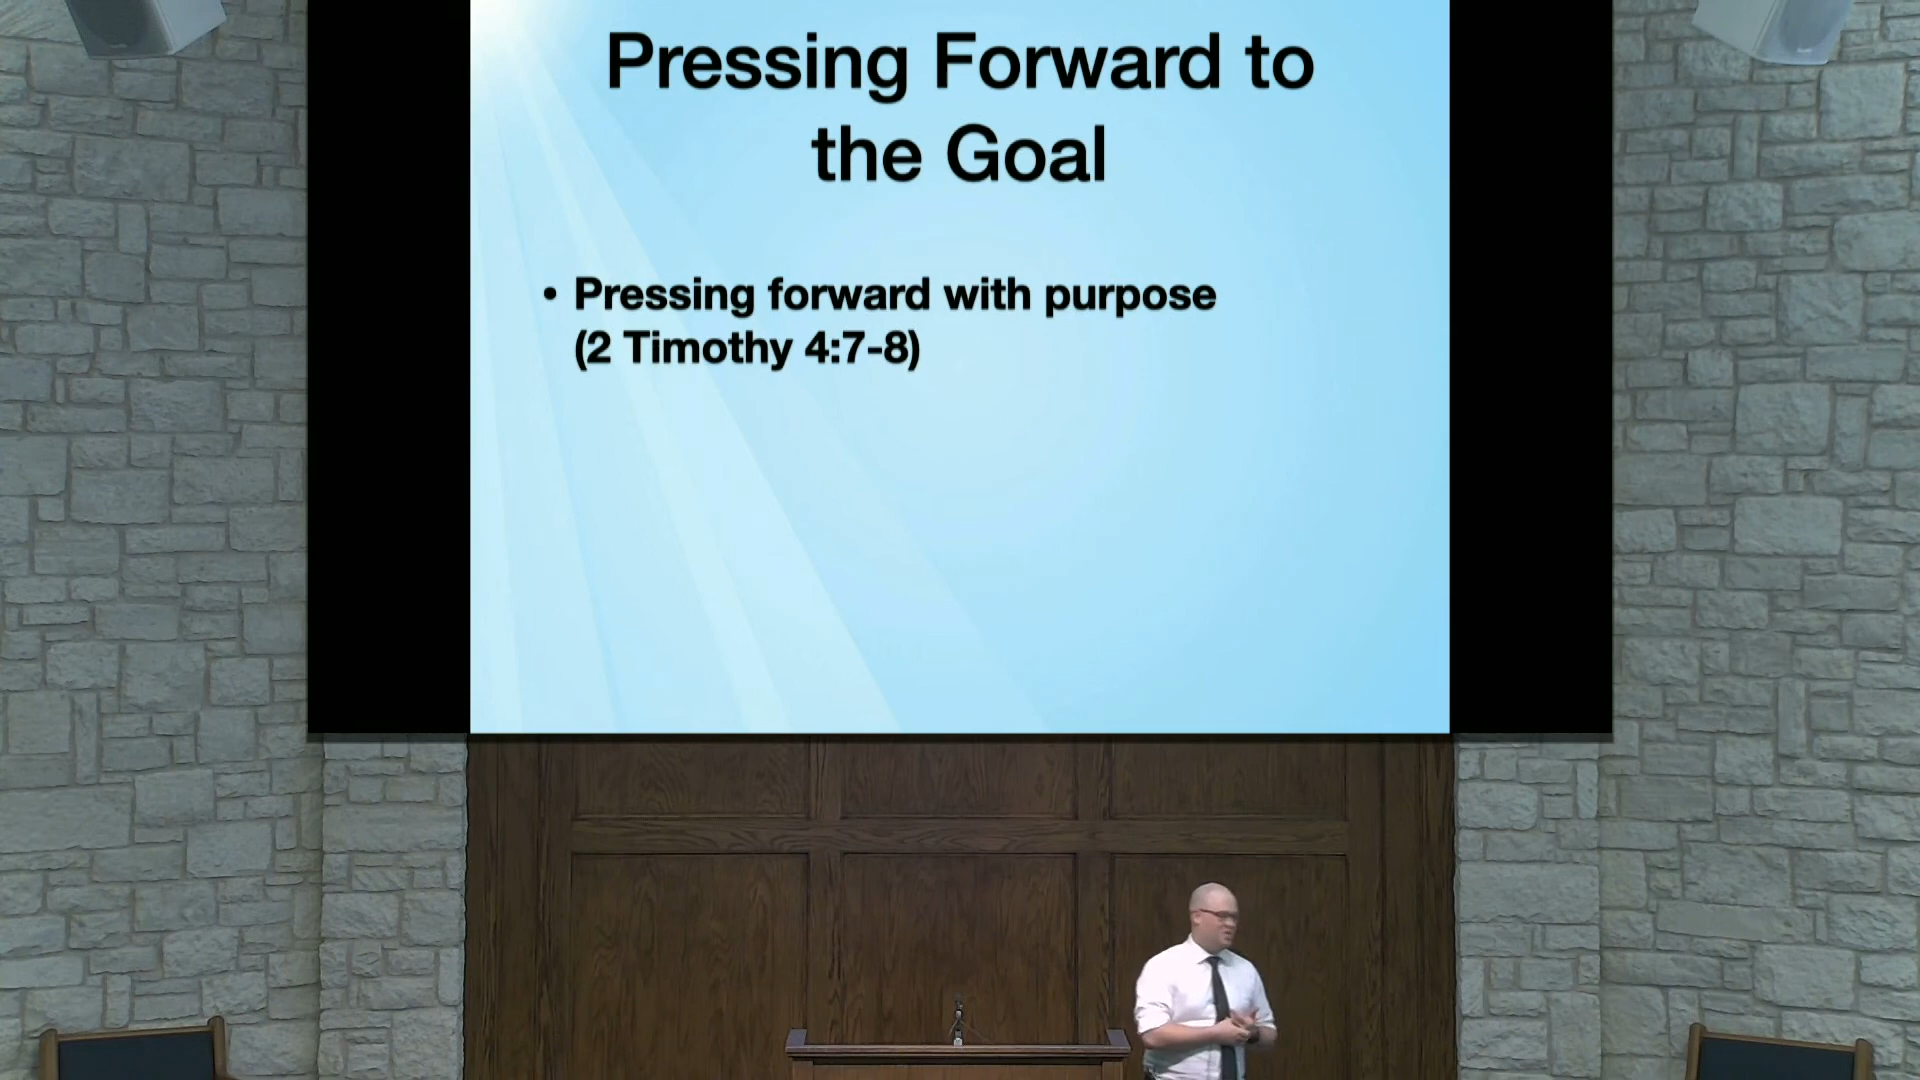 Pressing Forward to
the Goal
• Pressing forward with purpose
(2 Timothy 4:7-8)